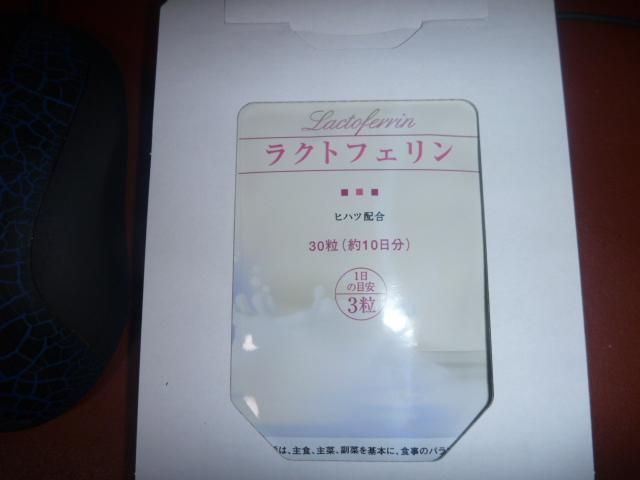 Lactoferrin
ラクトフェリン
ヒハツ配合
30粒(約10日分)
1日
の目安
3粒
は、主食、主菜、副菜を基本に、食事のバラ